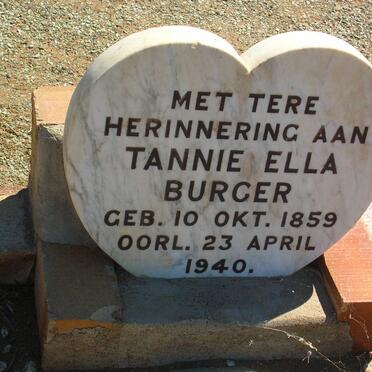 MET TERE
HERINNERING AAN
TANNIE ELLA
BURGER
GEB. 10 OKT. 1859
OORL. 23 APRIL
1940.